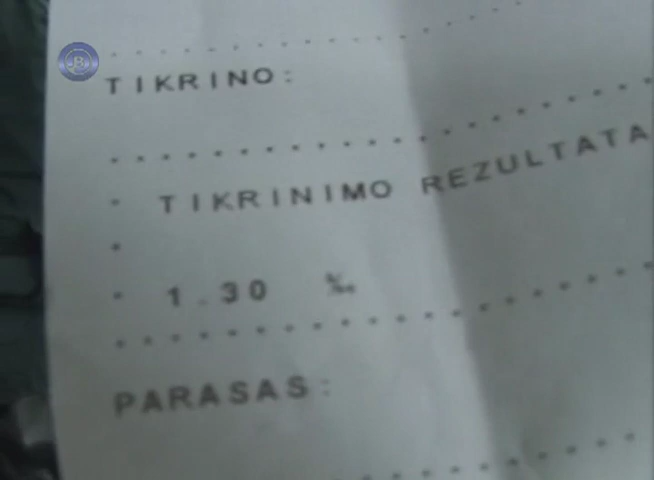 TIKRINO:
* TIKRINIMO REZULTATA
*
* 1.30 ‰
PARASAS: